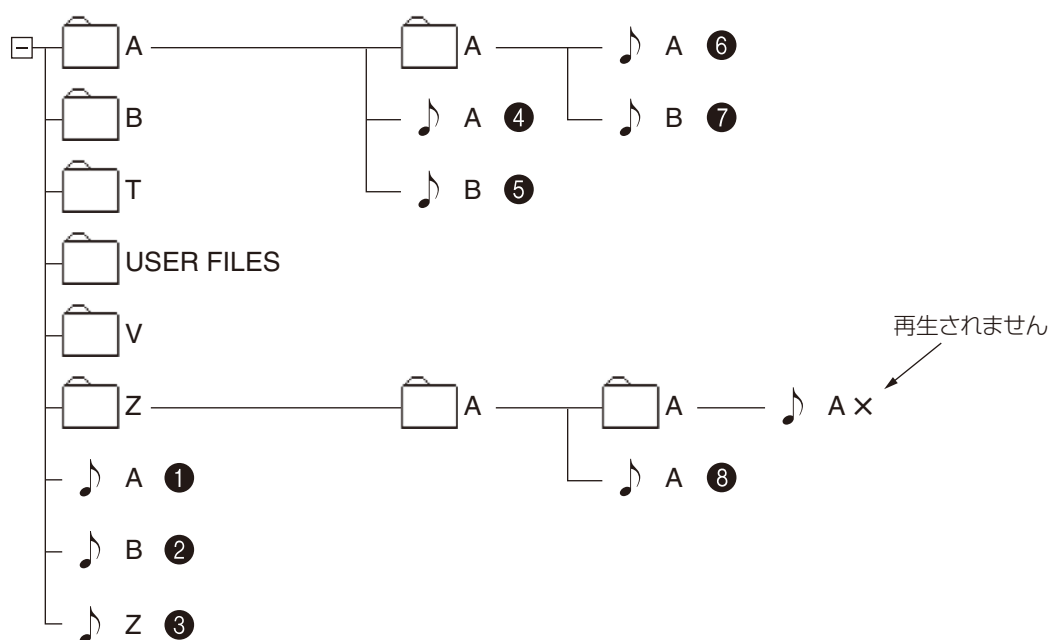 A A A ❻
B A ❹ B ❼
T B ❺
USER FILES
V
再生されません
Z A A A ×
A ❶ A ❽
B ❷
Z ❸